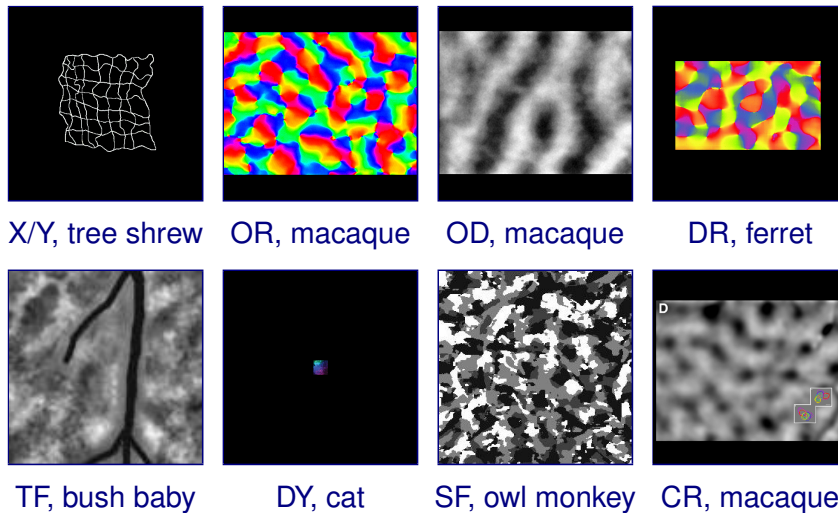 X/Y, tree shrew
OR, macaque
OD, macaque
DR, ferret
D
TF, bush baby
DY, cat
SF, owl monkey
CR, macaque